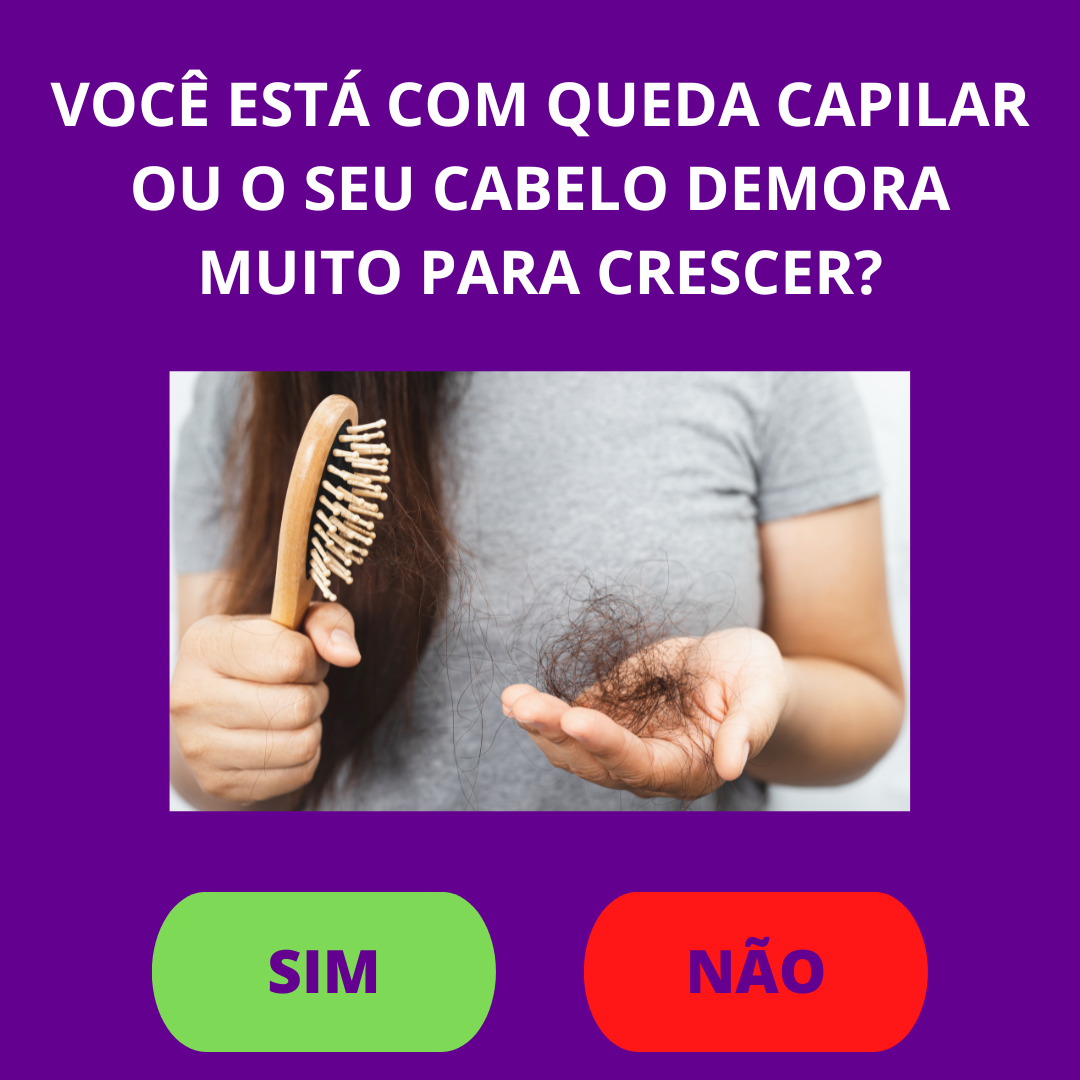 VOCÊ ESTÁ COM QUEDA CAPILAR
OU O SEU CABELO DEMORA
MUITO PARA CRESCER?
SIM
NÃO